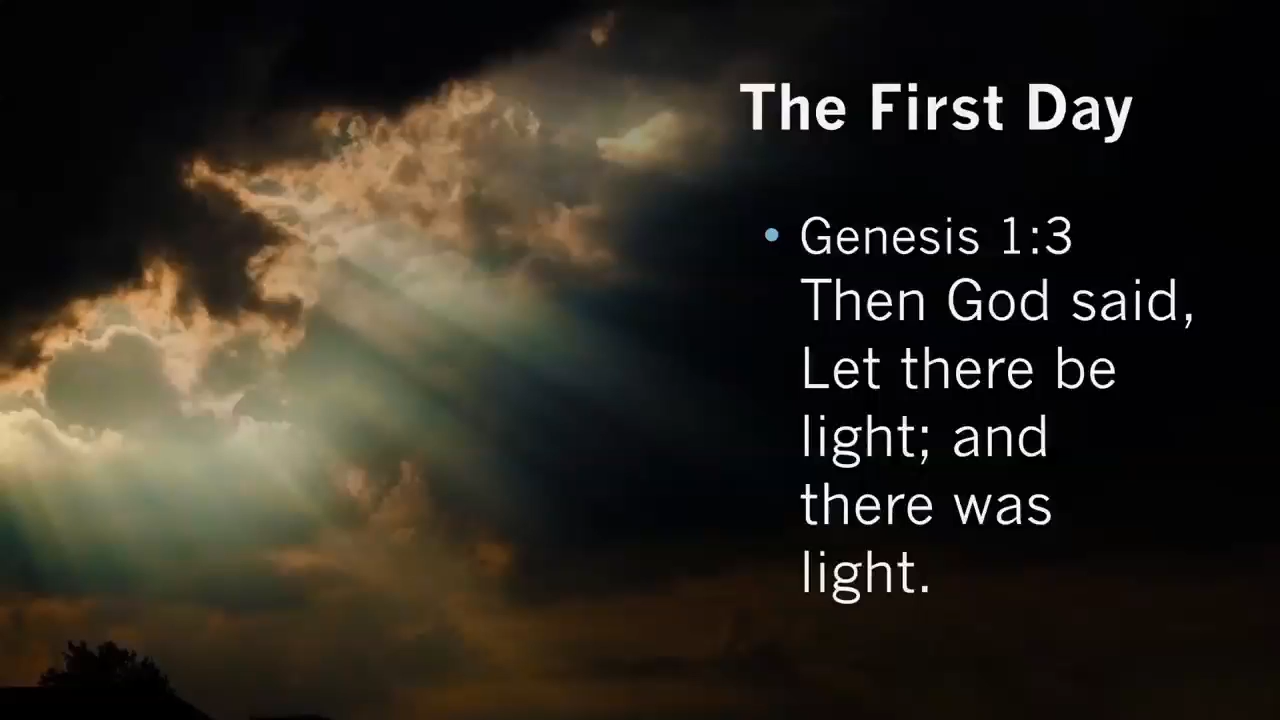 The First Day
• Genesis 1:3
Then God said,
Let there be
light; and
there was
light.